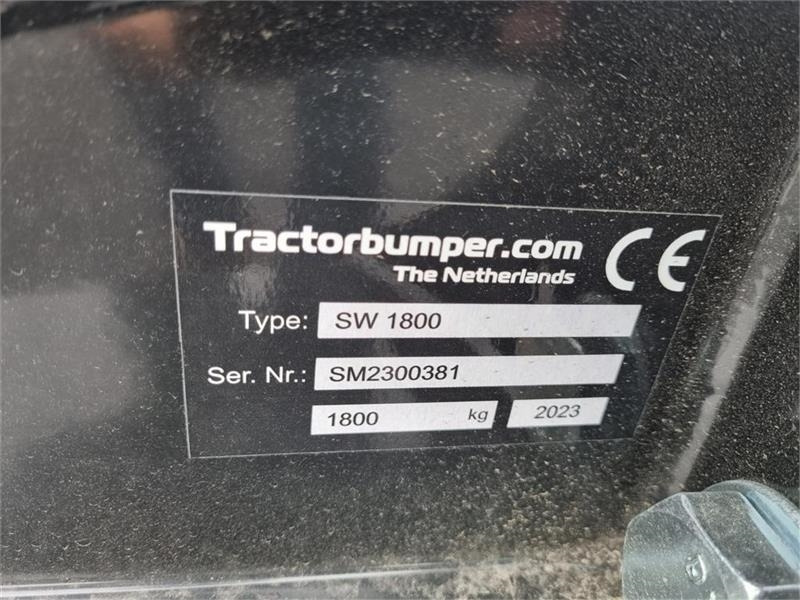 Tractorbumper.com CE
The Netherlands
Type: SW 1800
Ser. Nr.: SM2300381
1800 kg 2023